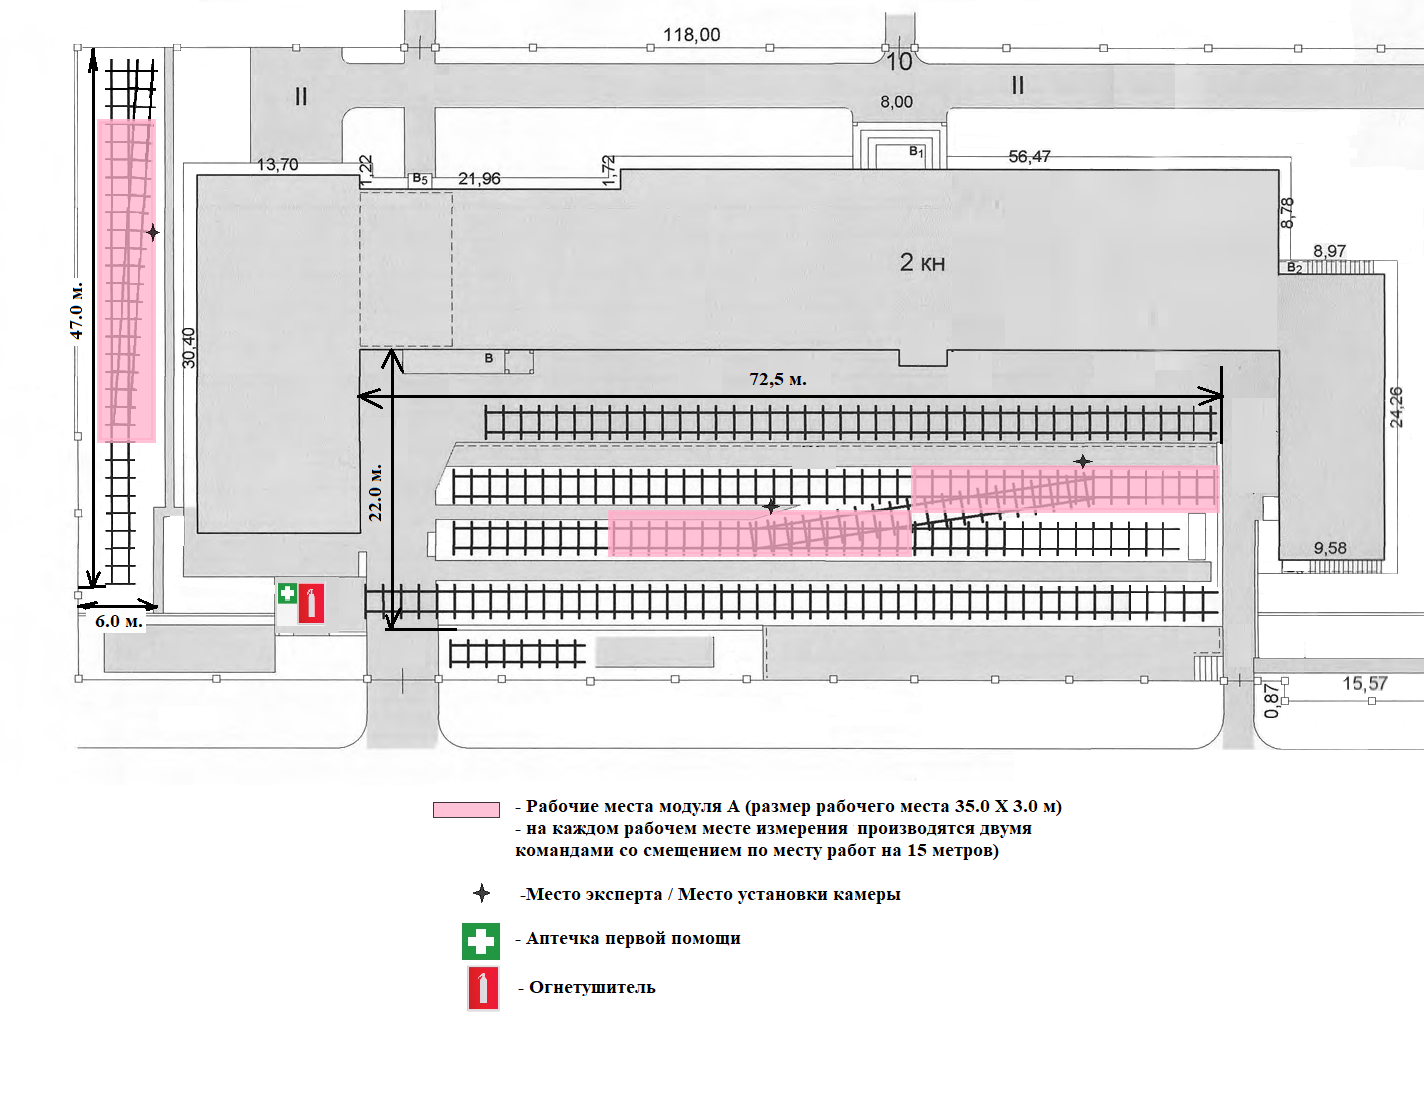 118,00
10
II
II
8,00
B1
13,70
1,22
B5
21,96
1,72
56,47
8,78
2 кн
8,97
B2
47.0 м.
30,40
B
72,5 м.
24,26
22.0 м.
9,58
6.0 м.
0,87
15,57
- Рабочие места модуля А (размер рабочего места 35.0 X 3.0 м)
- на каждом рабочем месте измерения производятся двумя
командами со смещением по месту работ на 15 метров)
-Место эксперта / Место установки камеры
- Аптечка первой помощи
- Огнетушитель